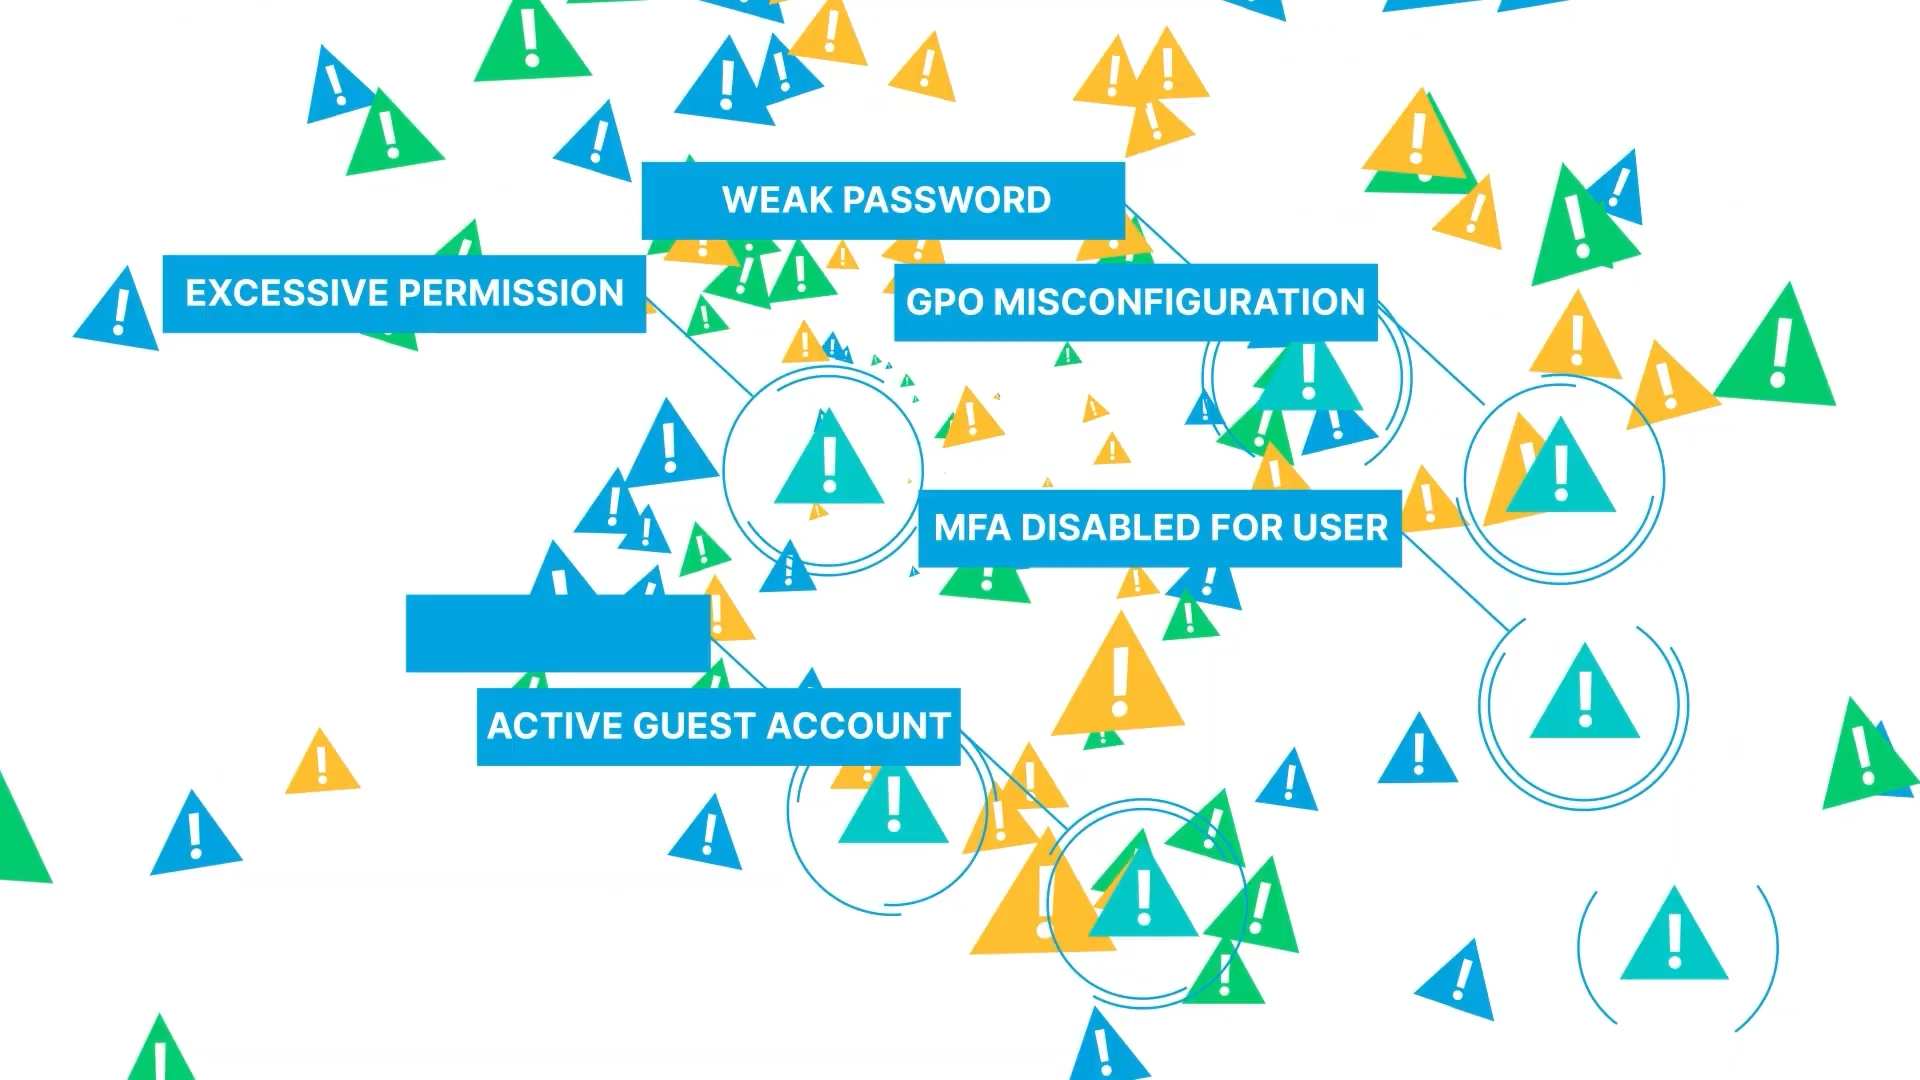 WEAK PASSWORD
EXCESSIVE PERMISSION
GPO MISCONFIGURATION
MFA DISABLED FOR USER
ACTIVE GUEST ACCOUNT